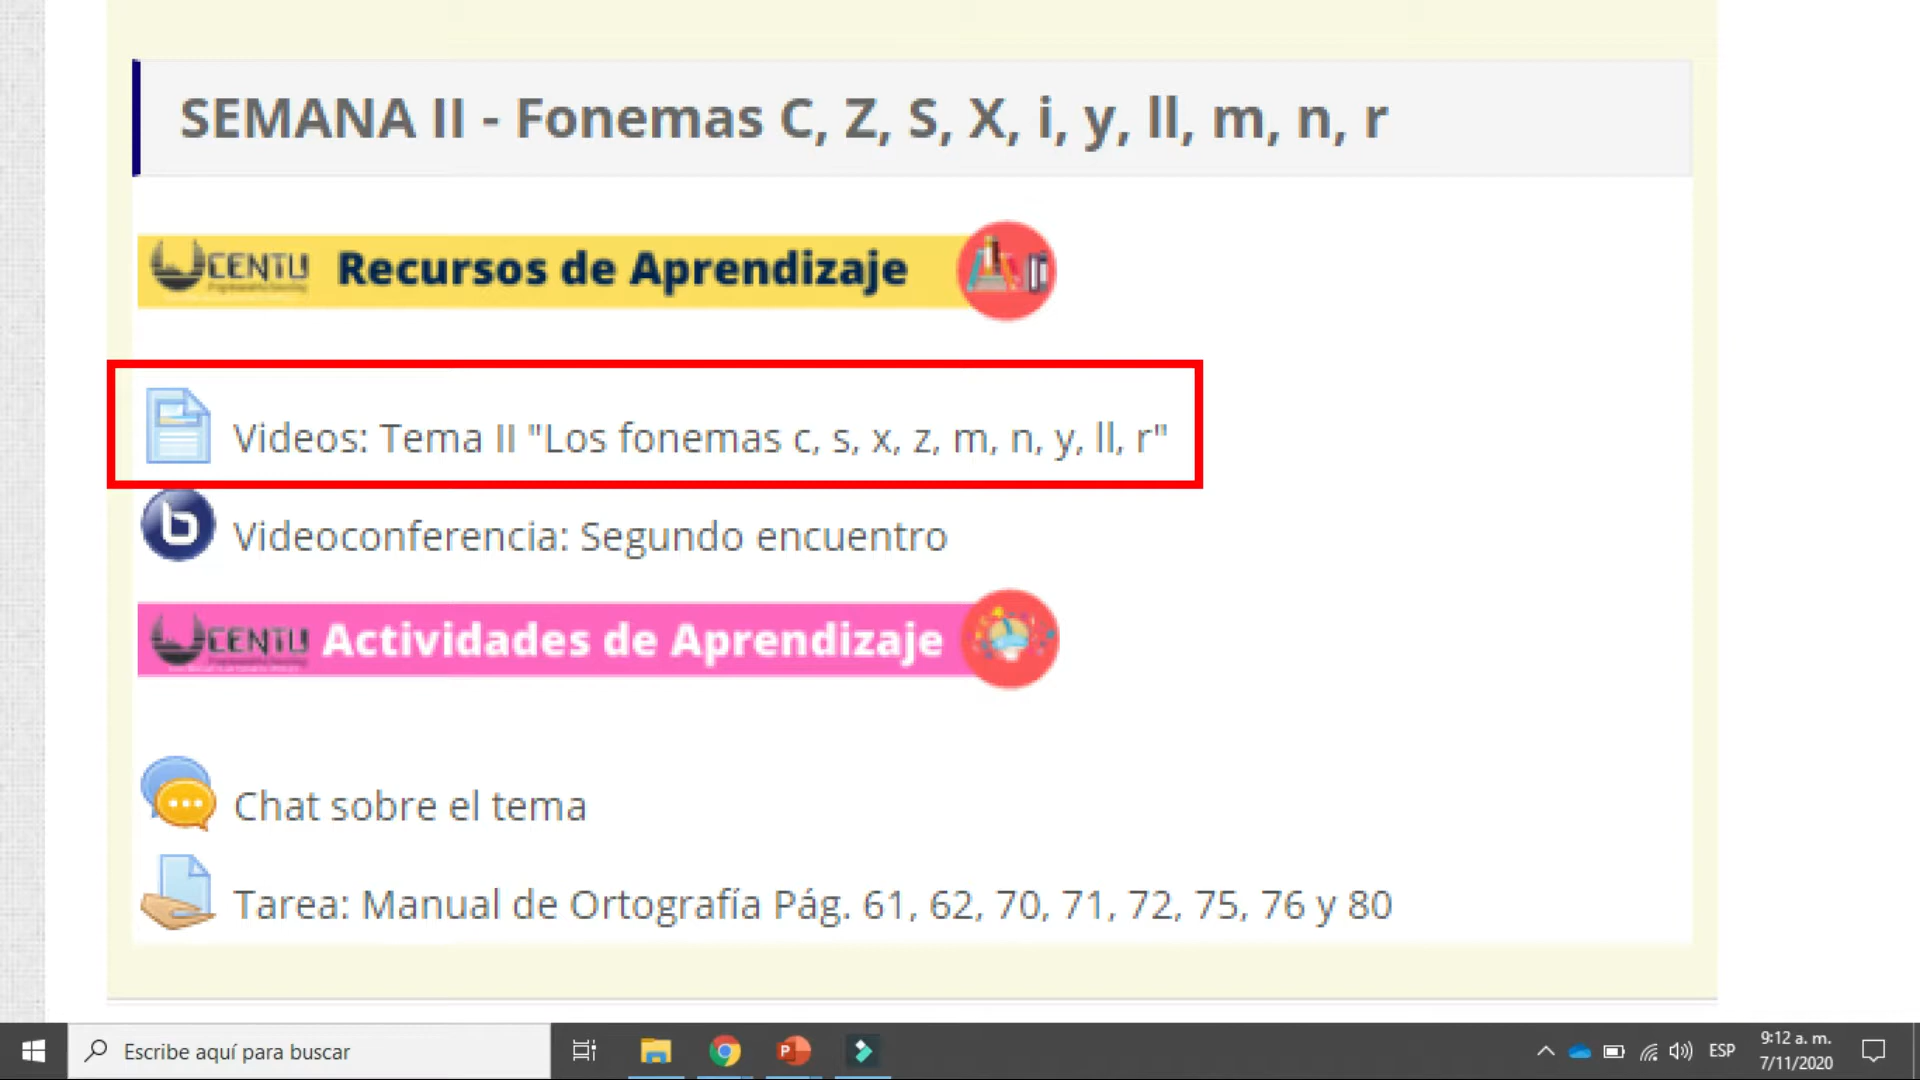 SEMANA II - Fonemas C, Z, S, X, i, y, ll, m, n, r
UCENTU Recursos de Aprendizaje
Videos: Tema II "Los fonemas c, s, x, z, m, n, y, ll, r"
Videoconferencia: Segundo encuentro
UCENTU Actividades de Aprendizaje
Chat sobre el tema
Tarea: Manual de Ortografía Pág. 61, 62, 70, 71, 72, 75, 76 y 80
Escribe aquí para buscar
ESP
9:12 a. m.
7/11/2020